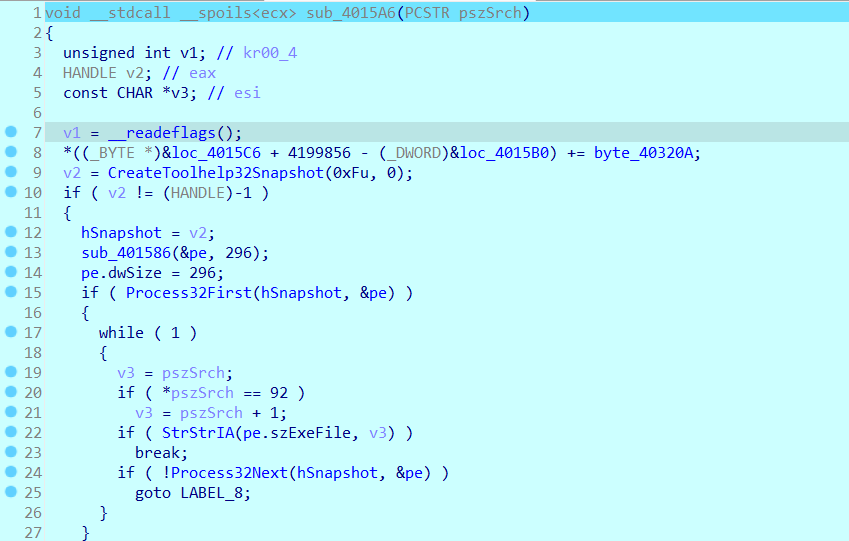 1 void __stdcall __spoils<ecx> sub_4015A6(PCSTR pszSrch)
2 {
3 unsigned int v1; // kr00_4
4 HANDLE v2; // eax
5 const CHAR *v3; // esi
6
7 v1 = __readeflags();
8 *((_BYTE *)&loc_4015C6 + 4199856 - (_DWORD)&loc_4015B0) += byte_40320A;
9 v2 = CreateToolhelp32Snapshot(0xFu, 0);
10 if ( v2 != (HANDLE)-1 )
11 {
12 hSnapshot = v2;
13 sub_401586(&pe, 296);
14 pe.dwSize = 296;
15 if ( Process32First(hSnapshot, &pe) )
16 {
17 while ( 1 )
18 {
19 v3 = pszSrch;
20 if ( *pszSrch == 92 )
21 v3 = pszSrch + 1;
22 if ( StrStrIA(pe.szExeFile, v3) )
23 break;
24 if ( !Process32Next(hSnapshot, &pe) )
25 goto LABEL_8;
26 }
27 }